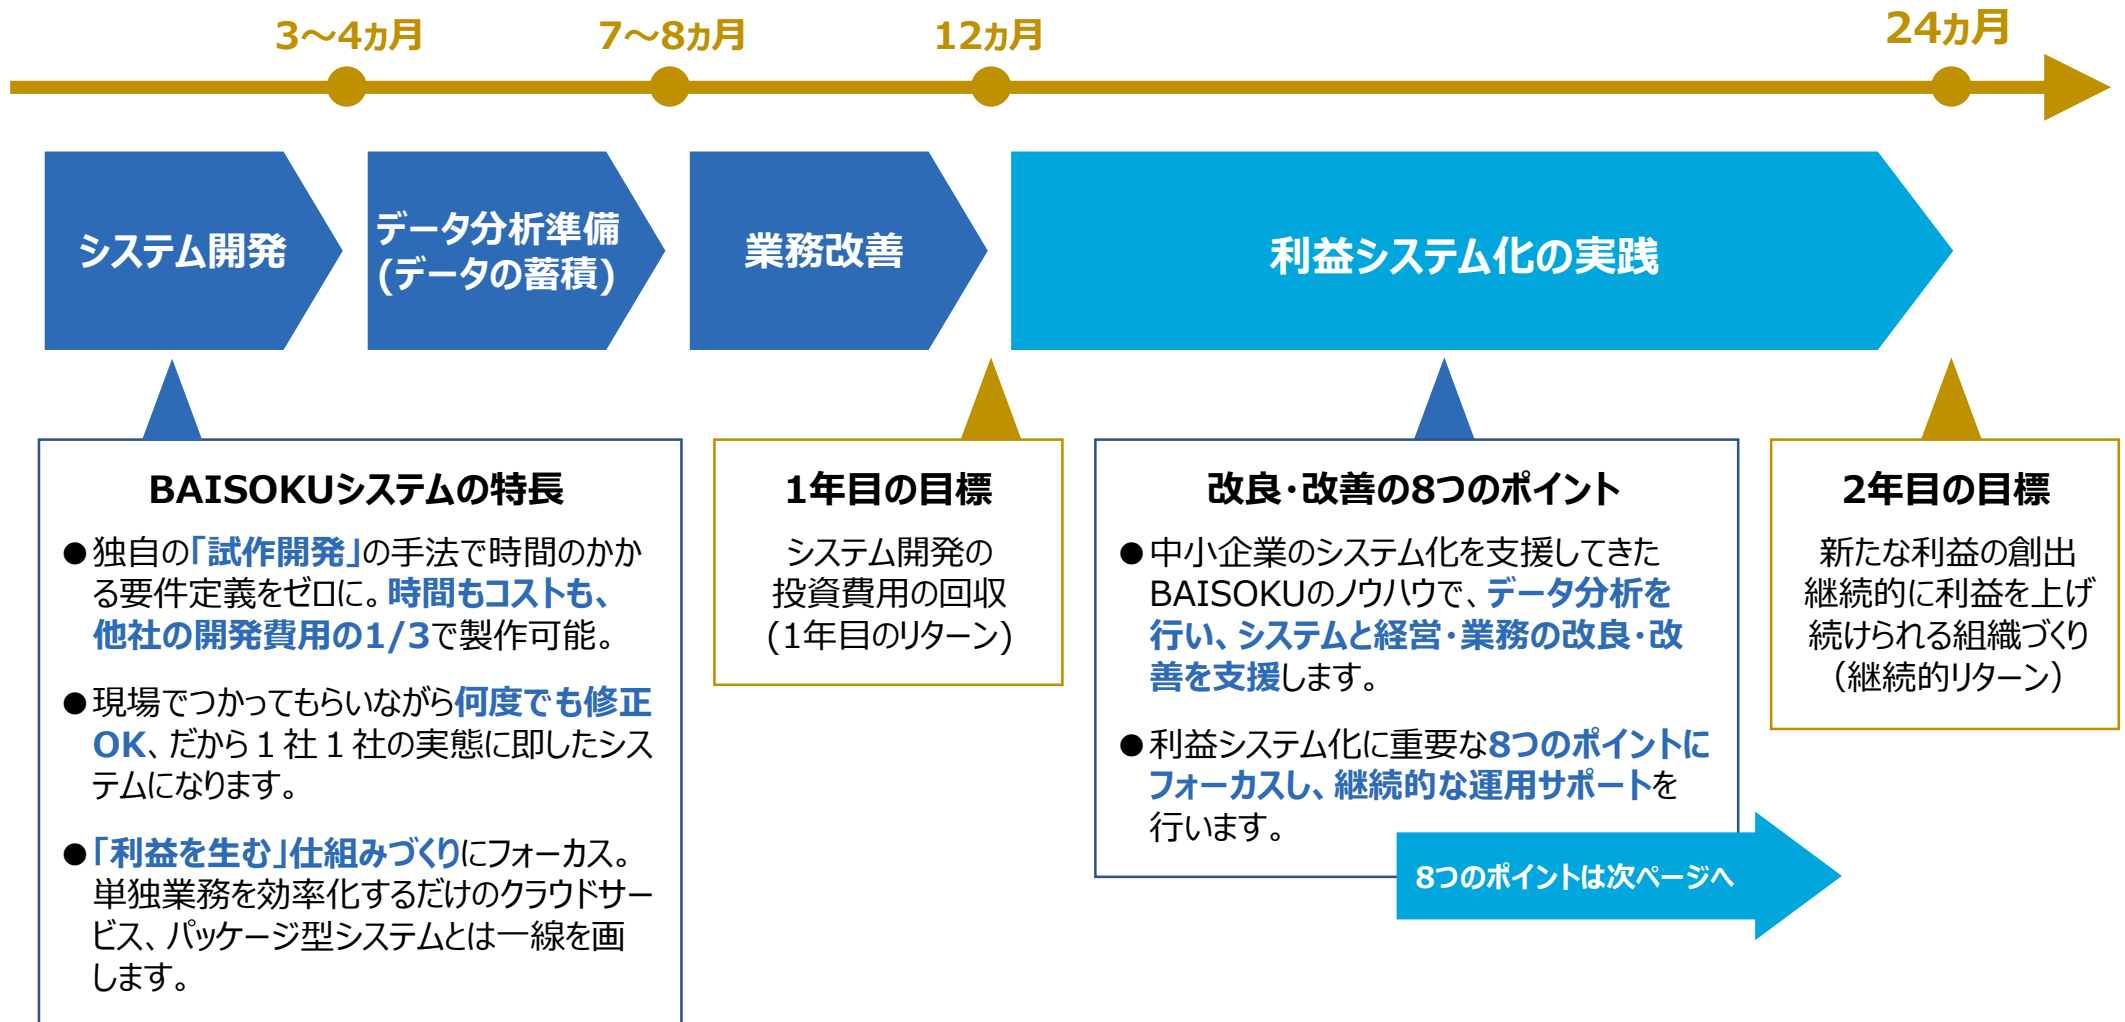 3～4ヵ月
7～8ヵ月
12ヵ月
24ヵ月
システム開発
データ分析準備
(データの蓄積)
業務改善
利益システム化の実践
BAISOKUシステムの特長
●独自の「試作開発」の手法で時間のかか
る要件定義をゼロに。時間もコストも、
他社の開発費用の1/3で製作可能。
●現場でつかってもらいながら何度でも修正
OK、だから１社１社の実態に即したシス
テムになります。
●「利益を生む」仕組みづくりにフォーカス。
単独業務を効率化するだけのクラウドサー
ビス、パッケージ型システムとは一線を画
します。
1年目の目標
システム開発の
投資費用の回収
(1年目のリターン)
改良・改善の8つのポイント
●中小企業のシステム化を支援してきた
BAISOKUのノウハウで、データ分析を
行い、システムと経営・業務の改良・改
善を支援します。
●利益システム化に重要な8つのポイントに
フォーカスし、継続的な運用サポートを
行います。
8つのポイントは次ページへ
2年目の目標
新たな利益の創出
継続的に利益を上げ
続けられる組織づくり
（継続的リターン）